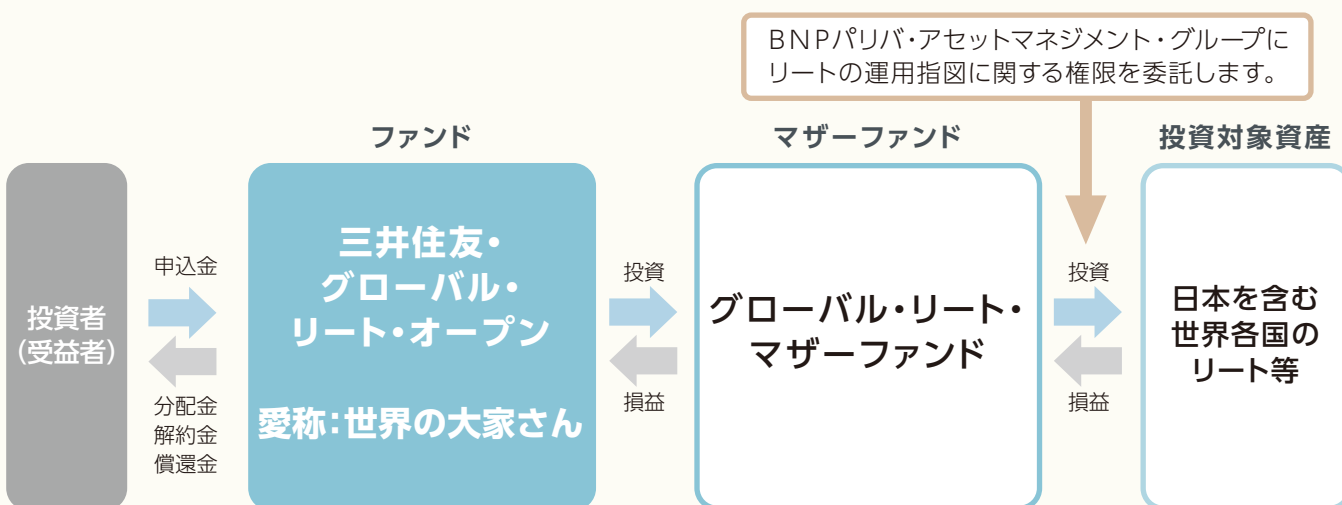 BNPパリバ・アセットマネジメント・グループに
リートの運用指図に関する権限を委託します。
ファンド
マザーファンド
投資対象資産
投資者
(受益者)
申込金
分配金
解約金
償還金
三井住友・
グローバル・
リート・オープン
愛称:世界の大家さん
投資
損益
グローバル・リート・
マザーファンド
投資
損益
日本を含む
世界各国の
リート等